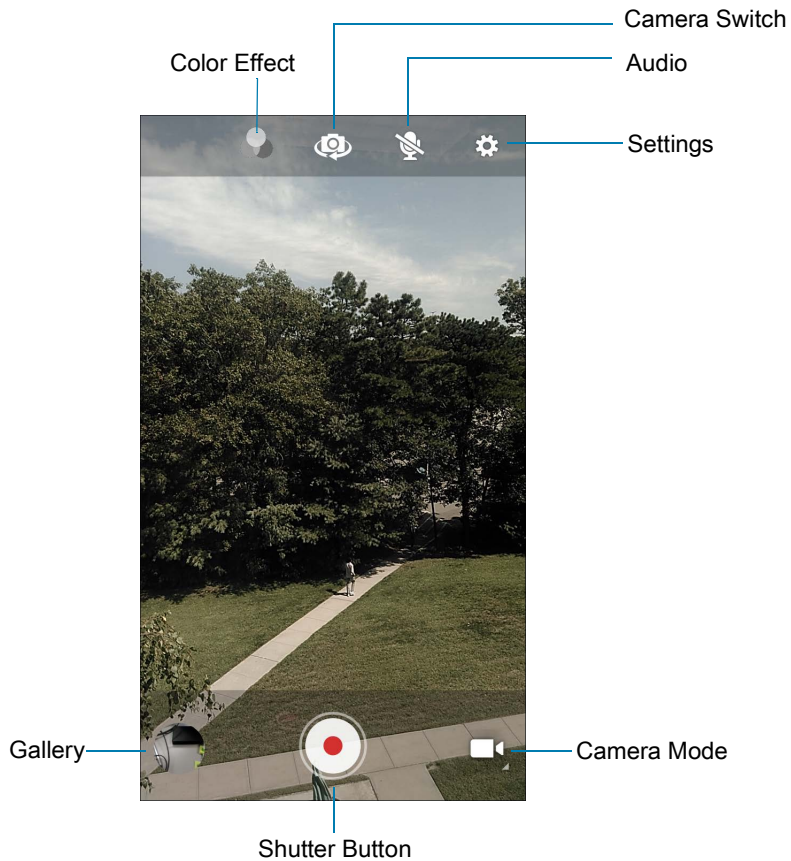 Camera Switch
Color Effect
Audio
Settings
Gallery
Camera Mode
Shutter Button